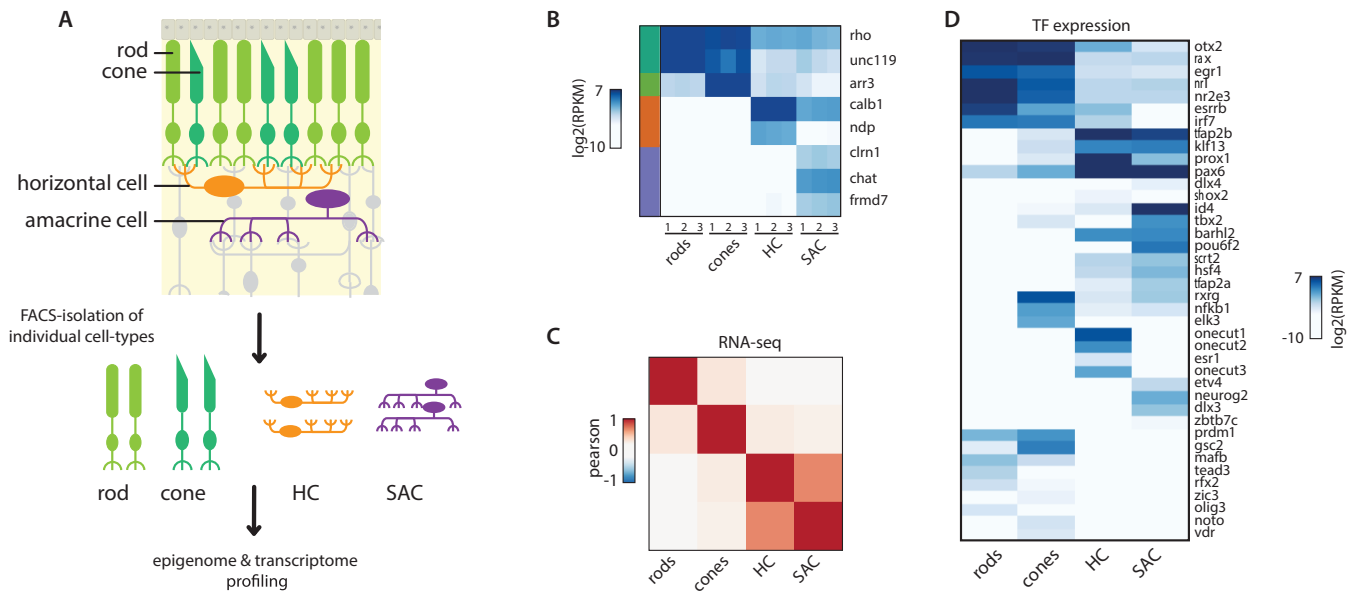 A
rod
cone
horizontal cell
amacrine cell
FACS-isolation of
individual cell-types
rod
cone
HC
SAC
epigenome & transcriptome
profiling
B
7
-10
log2(RPKM)
rho
unc119
arr3
calb1
ndp
clrn1
chat
frmd7
1 2 3
1 2 3
1 2 3
1 2 3
rods
cones
HC
SAC
C
RNA-seq
1
0
-1
pearson
rods
cones
HC
SAC
D
TF expression
otx2
rax
egr1
nrl
nr2e3
esrrb
irf7
tfap2b
klf13
prox1
pax6
dlx4
shox2
id4
tbx2
barhl2
pou6f2
scrt2
hsf4
tfap2a
rxrg
nfkb1
elk3
onecut1
onecut2
esr1
onecut3
etv4
neurog2
dlx3
zbtb7c
prdm1
gsc2
mafb
tead3
rfx2
zic3
olig3
noto
vdr
7
-10
log2(RPKM)
rods
cones
HC
SAC